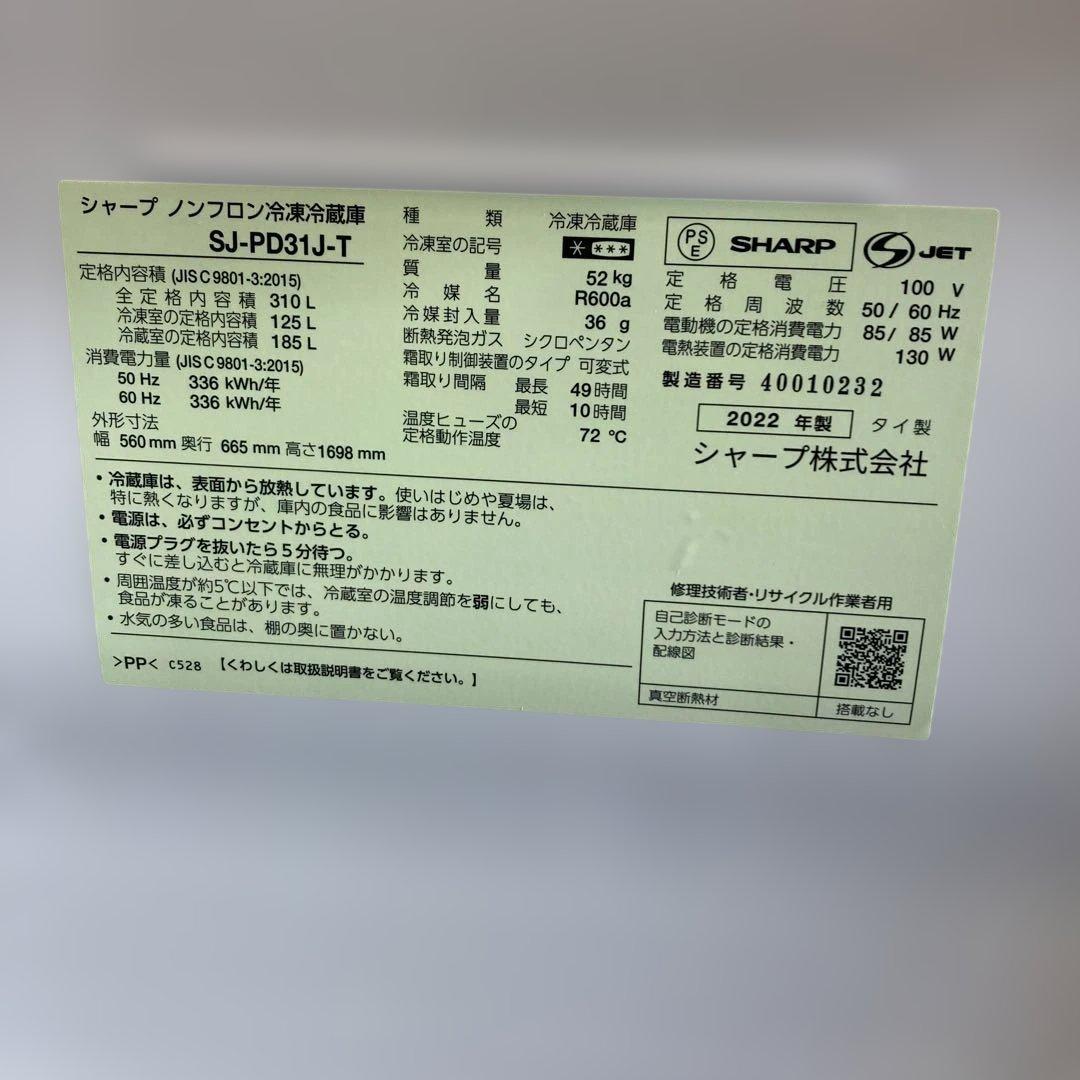 シャープ ノンフロン冷凍冷蔵庫
SJ-PD31J-T
定格内容積 (JIS C 9801-3:2015)
全定格内容積 310 L
冷凍室の定格内容積 125 L
冷蔵室の定格内容積 185 L
消費電力量 (JIS C 9801-3:2015)
50 Hz 336 kWh/年
60 Hz 336 kWh/年
外形寸法
幅 560 mm 奥行 665 mm 高さ1698 mm
種類 冷凍冷蔵庫
冷凍室の記号 * ***
質量 52 kg
冷媒名 R600a
冷媒封入量 36 g
断熱発泡ガス シクロペンタン
霜取り制御装置のタイプ 可変式
霜取り間隔 最長 49時間
最短 10時間
温度ヒューズの
定格動作温度 72 ℃
PSE SHARP JET
定格電圧 100 V
定格周波数 50 / 60 Hz
電動機の定格消費電力 85 / 85 W
電熱装置の定格消費電力 130 W
製造番号 40010232
2022 年製 タイ製
シャープ株式会社
・冷蔵庫は、表面から放熱しています。使いはじめや夏場は、
特に熱くなりますが、庫内の食品に影響はありません。
・電源は、必ずコンセントからとる。
・電源プラグを抜いたら5分待つ。
すぐに差し込むと冷蔵庫に無理がかかります。
・周囲温度が約5℃以下では、冷蔵室の温度調節を弱にしても、
食品が凍ることがあります。
・水気の多い食品は、棚の奥に置かない。
>PP< C528 【くわしくは取扱説明書をご覧ください。】
修理技術者・リサイクル作業者用
自己診断モードの
入力方法と診断結果・
配線図
真空断熱材 搭載なし